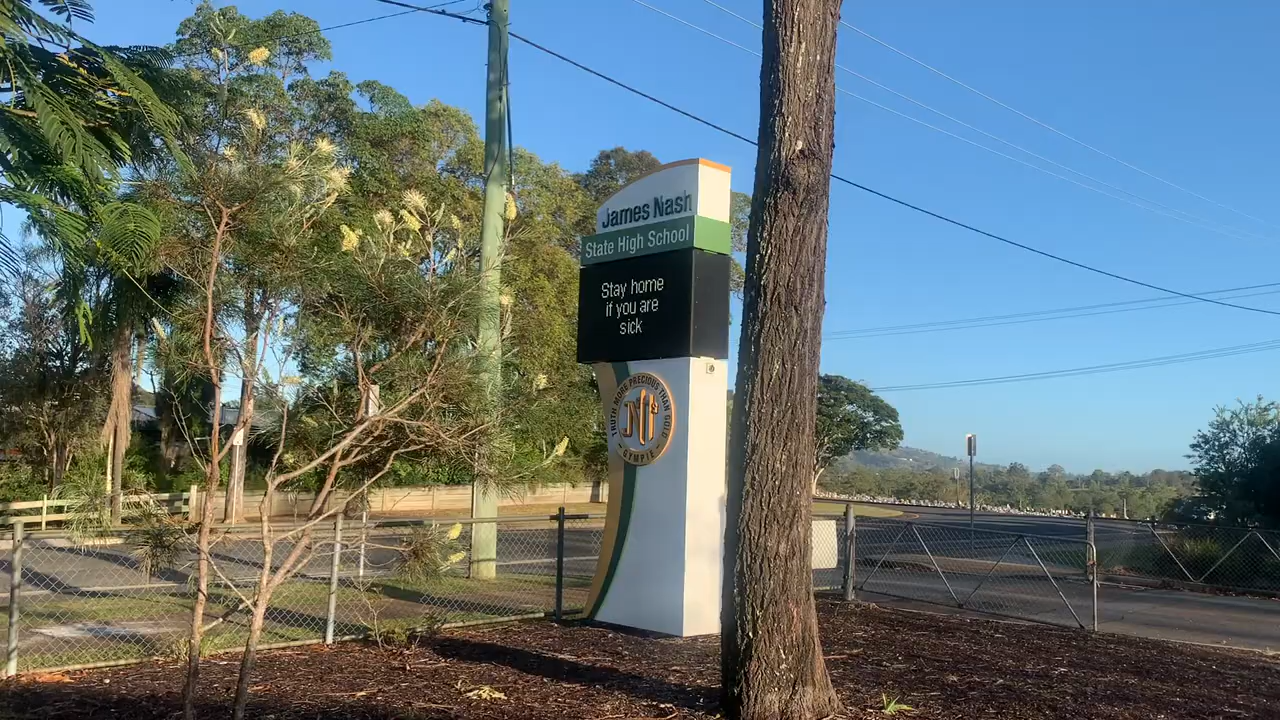 James Nash
State High School
Stay home
if you are
sick
TRUTH MORE PRECIOUS THAN GOLD
GYMPIE